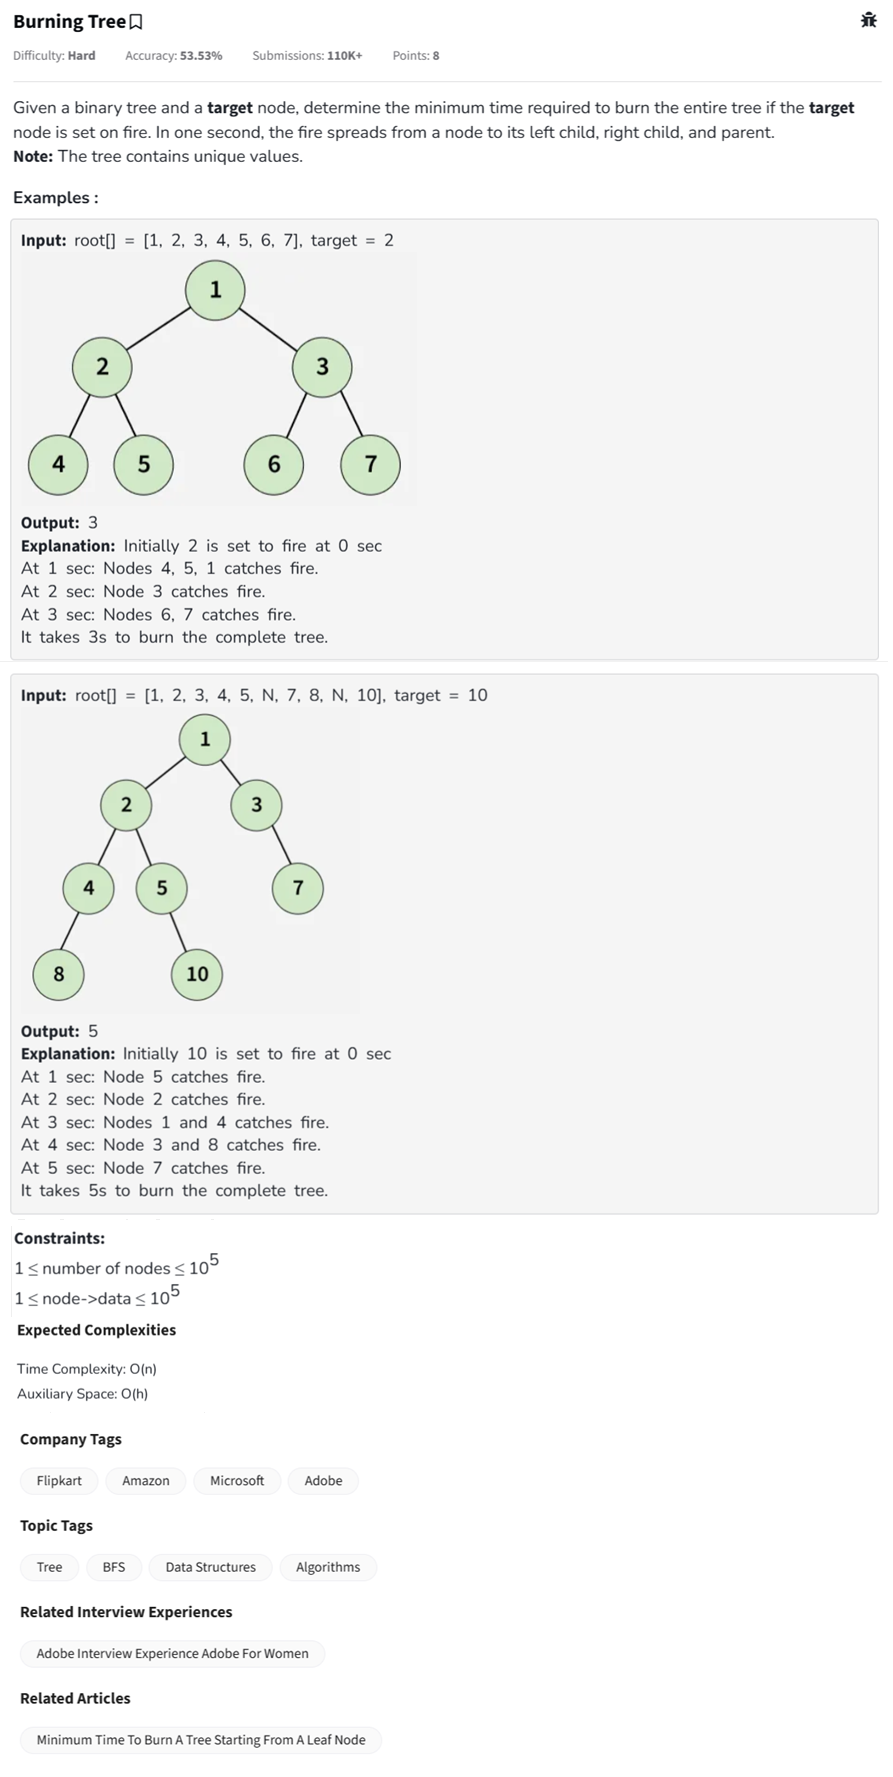 Burning Tree
Difficulty: Hard Accuracy: 53.53% Submissions: 110K+ Points: 8
Given a binary tree and a target node, determine the minimum time required to burn the entire tree if the target
node is set on fire. In one second, the fire spreads from a node to its left child, right child, and parent.
Note: The tree contains unique values.
Examples :
Input: root[] = [1, 2, 3, 4, 5, 6, 7], target = 2
1
2 3
4 5 6 7
Output: 3
Explanation: Initially 2 is set to fire at 0 sec
At 1 sec: Nodes 4, 5, 1 catches fire.
At 2 sec: Node 3 catches fire.
At 3 sec: Nodes 6, 7 catches fire.
It takes 3s to burn the complete tree.
Input: root[] = [1, 2, 3, 4, 5, N, 7, 8, N, 10], target = 10
1
2 3
4 5 7
8 10
Output: 5
Explanation: Initially 10 is set to fire at 0 sec
At 1 sec: Node 5 catches fire.
At 2 sec: Node 2 catches fire.
At 3 sec: Nodes 1 and 4 catches fire.
At 4 sec: Node 3 and 8 catches fire.
At 5 sec: Node 7 catches fire.
It takes 5s to burn the complete tree.
Constraints:
1 ≤ number of nodes ≤ 10^5
1 ≤ node->data ≤ 10^5
Expected Complexities
Time Complexity: O(n)
Auxiliary Space: O(h)
Company Tags
Flipkart Amazon Microsoft Adobe
Topic Tags
Tree BFS Data Structures Algorithms
Related Interview Experiences
Adobe Interview Experience Adobe For Women
Related Articles
Minimum Time To Burn A Tree Starting From A Leaf Node